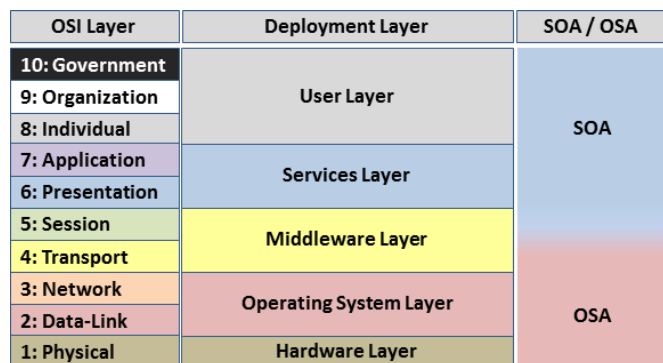 OSI Layer
Deployment Layer
SOA / OSA
10: Government
9: Organization
8: Individual
User Layer
7: Application
6: Presentation
Services Layer
SOA
5: Session
4: Transport
Middleware Layer
3: Network
2: Data-Link
Operating System Layer
1: Physical
Hardware Layer
OSA